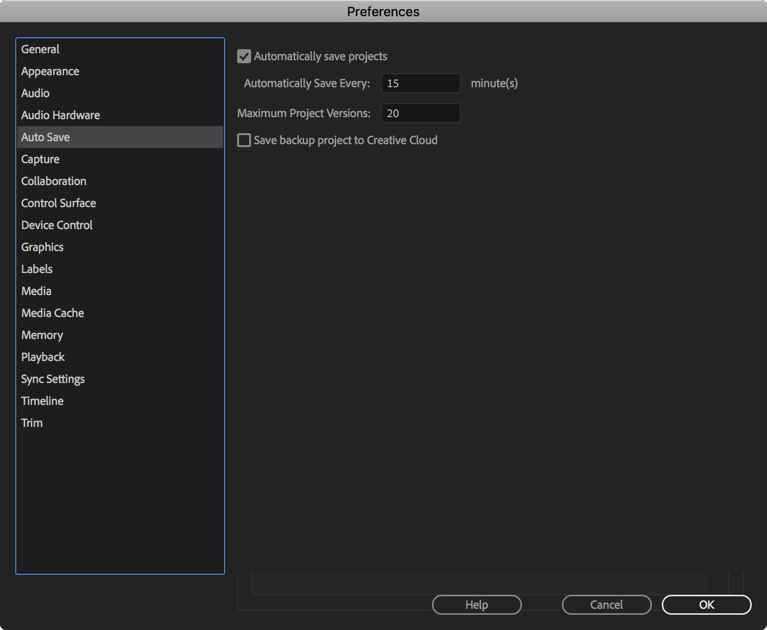 Preferences
General
Appearance
Audio
Audio Hardware
Auto Save
Capture
Collaboration
Control Surface
Device Control
Graphics
Labels
Media
Media Cache
Memory
Playback
Sync Settings
Timeline
Trim
Automatically save projects
Automatically Save Every: 15 minute(s)
Maximum Project Versions: 20
Save backup project to Creative Cloud
Help Cancel OK